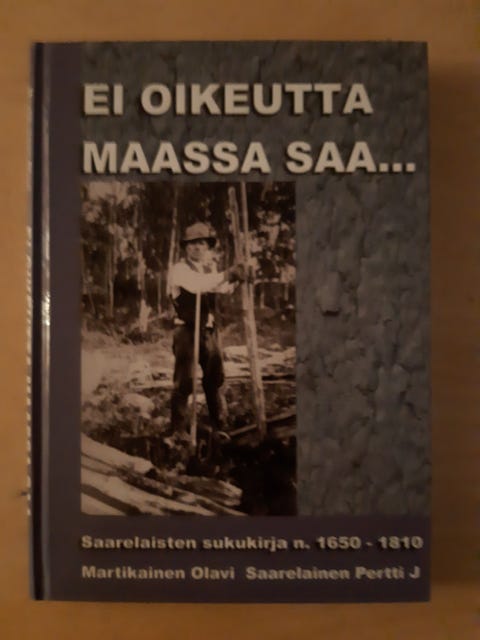 EI OIKEUTTA
MAASSA SAA...
Saarelaisten sukukirja n. 1650 - 1810
Martikainen Olavi Saarelainen Pertti J